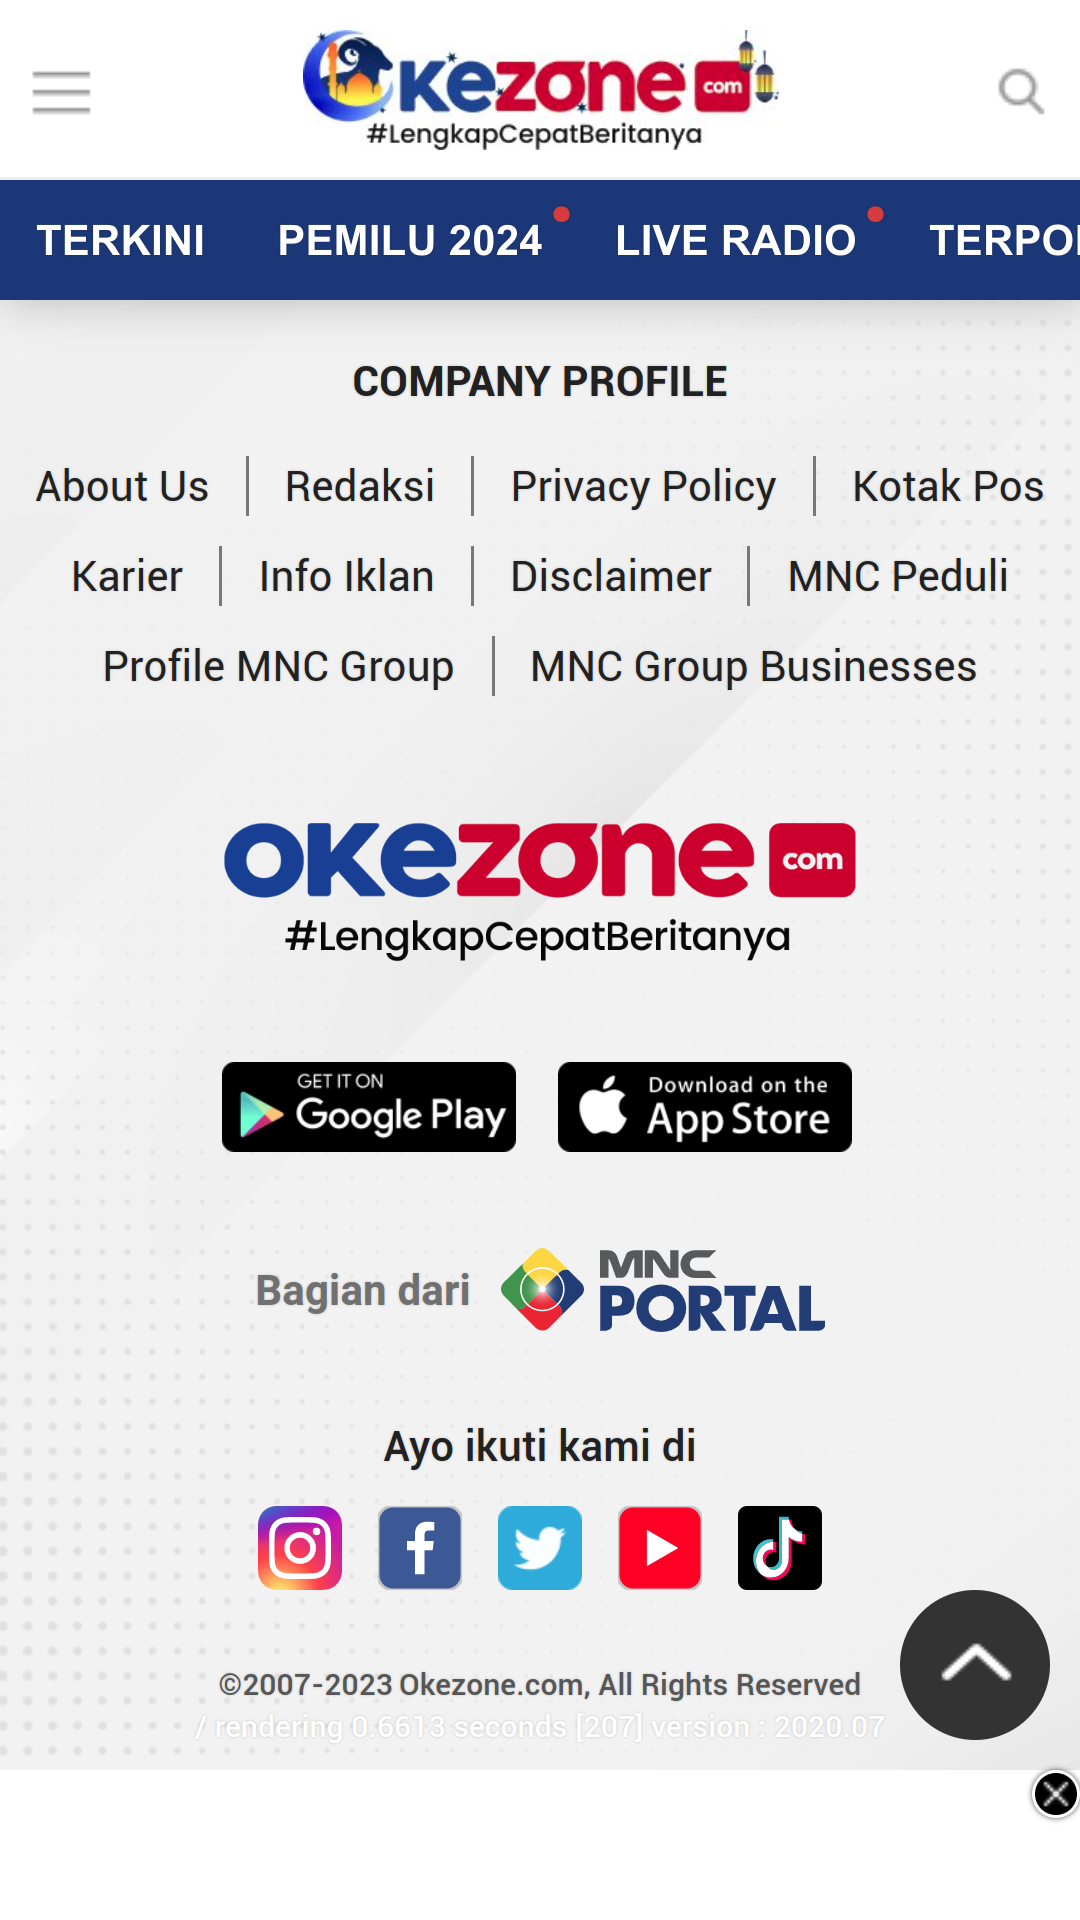 okezone com
#LengkapCepatBeritanya
TERKINI PEMILU 2024 LIVE RADIO
COMPANY PROFILE
About Us Redaksi Privacy Policy Kotak Pos
Karier Info Iklan Disclaimer MNC Peduli
Profile MNC Group MNC Group Businesses
okezone com
#LengkapCepatBeritanya
GET IT ON
Google Play
Download on the
App Store
Bagian dari
MNC
PORTAL
Ayo ikuti kami di
©2007-2023 Okezone.com, All Rights Reserved
/ rendering 0.6613 seconds [207] version : 2020.07